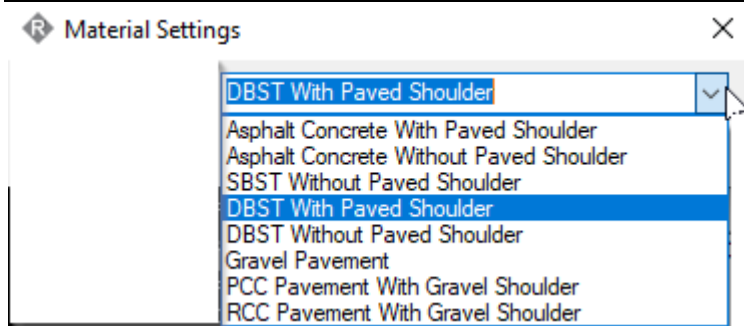 R Material Settings
DBST With Paved Shoulder
Asphalt Concrete With Paved Shoulder
Asphalt Concrete Without Paved Shoulder
SBST Without Paved Shoulder
DBST With Paved Shoulder
DBST Without Paved Shoulder
Gravel Pavement
PCC Pavement With Gravel Shoulder
RCC Pavement With Gravel Shoulder